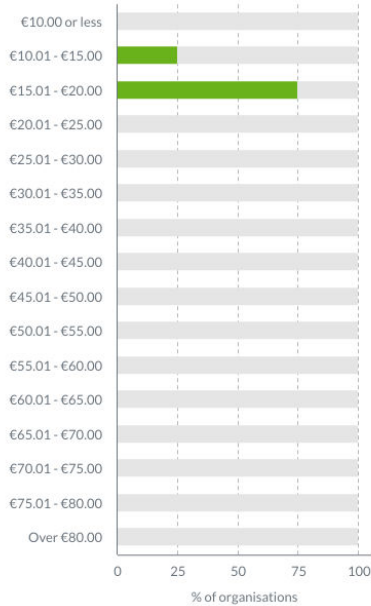 €10.00 or less
€10.01 - €15.00
€15.01 - €20.00
€20.01 - €25.00
€25.01 - €30.00
€30.01 - €35.00
€35.01 - €40.00
€40.01 - €45.00
€45.01 - €50.00
€50.01 - €55.00
€55.01 - €60.00
€60.01 - €65.00
€65.01 - €70.00
€70.01 - €75.00
€75.01 - €80.00
Over €80.00
0 25 50 75 100
% of organisations